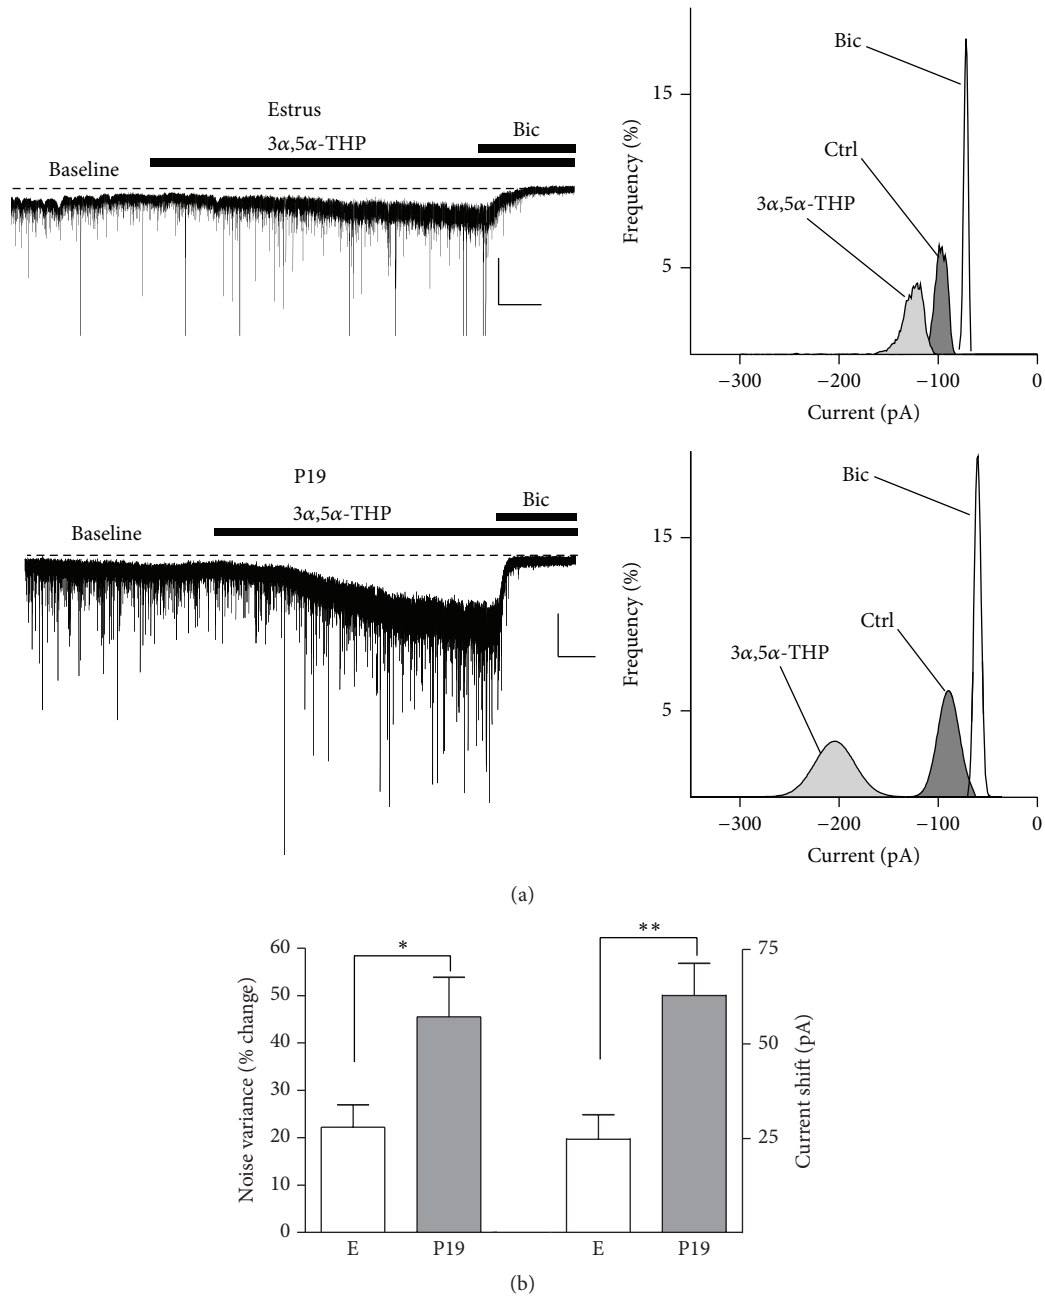 Estrus
3α,5α-THP
Bic
Baseline
Bic
Ctrl
3α,5α-THP
Frequency (%)
15
5
−300
−200
−100
0
Current (pA)
P19
3α,5α-THP
Bic
Baseline
Bic
Ctrl
3α,5α-THP
Frequency (%)
15
5
−300
−200
−100
0
Current (pA)
(a)
Noise variance (% change)
60
50
40
30
20
10
0
*
**
75
50
25
Current shift (pA)
E
P19
E
P19
(b)